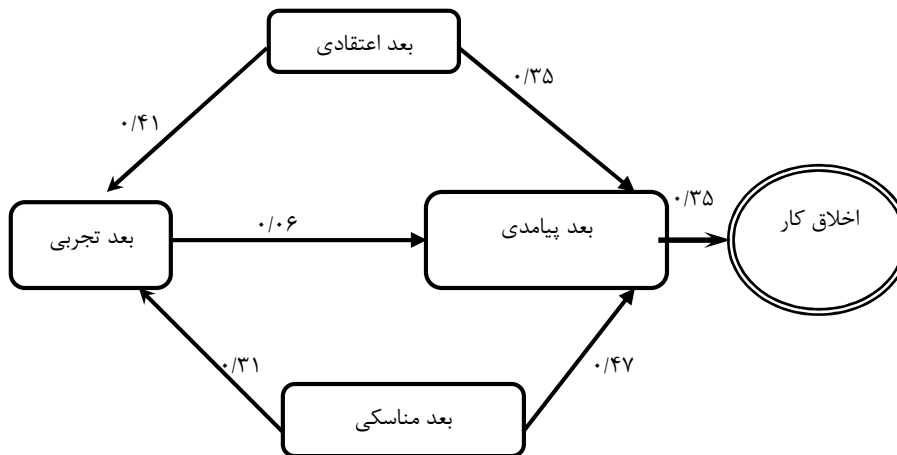 بعد اعتقادی
۰/۳۵
۰/۴۱
۰/۳۵
اخلاق کار
بعد پیامدی
۰/۰۶
بعد تجربی
۰/۳۱
۰/۴۷
بعد مناسکی